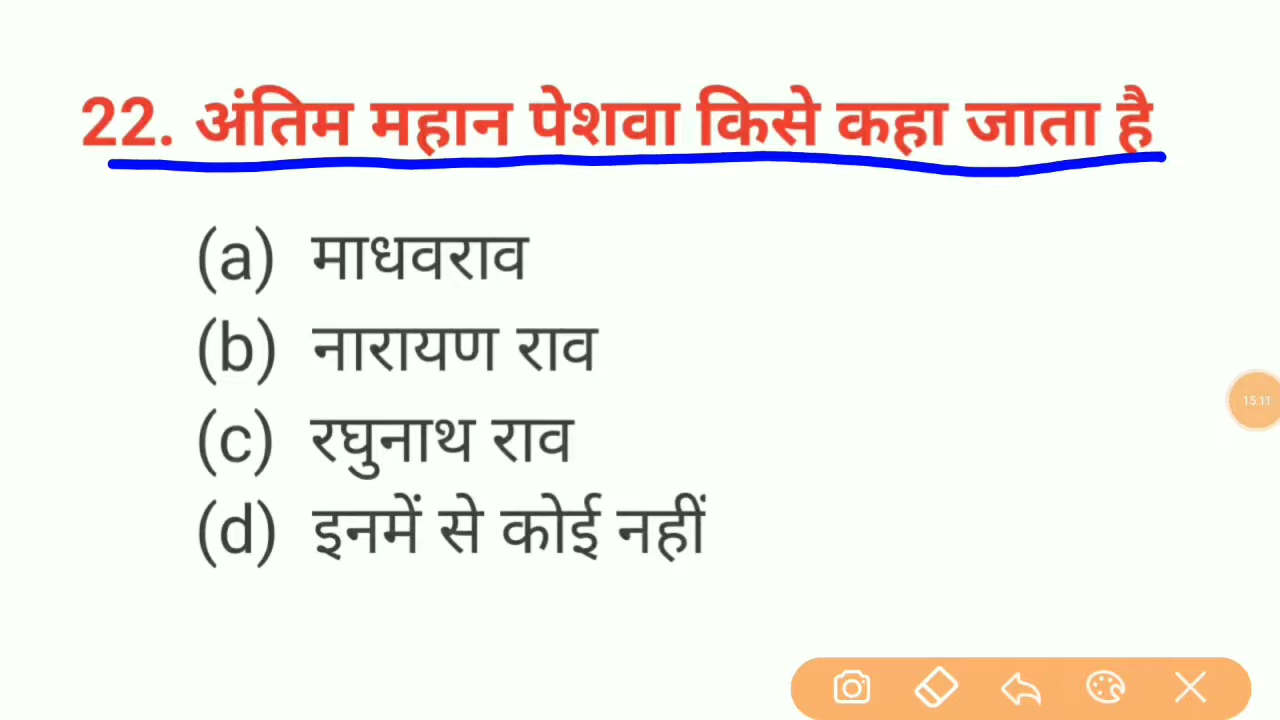 22. अंतिम महान पेशवा किसे कहा जाता है
(a) माधवराव
(b) नारायण राव
(c) रघुनाथ राव
(d) इनमें से कोई नहीं
15:11